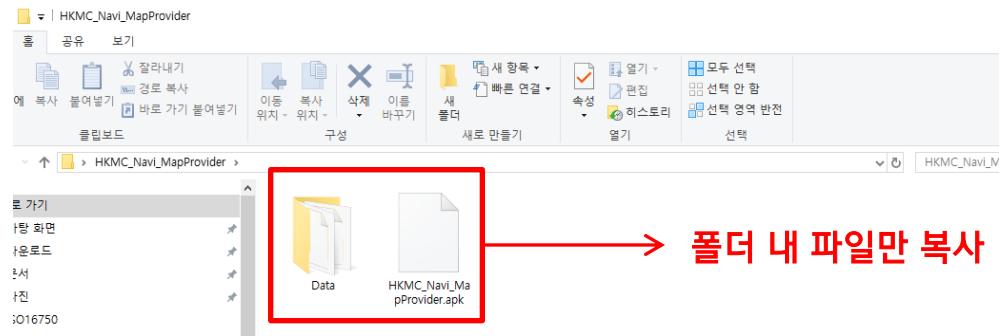 HKMC_Navi_MapProvider
홈 공유 보기
잘라내기
경로 복사
바로 가기 붙여넣기
에 복사 붙여넣기
클립보드
이동 위치
복사 위치
삭제
이름 바꾸기
구성
새 폴더
새 항목
빠른 연결
새로 만들기
속성
열기
편집
히스토리
열기
모두 선택
선택 안 함
선택 영역 반전
선택
HKMC_Navi_MapProvider
HKMC_Navi_M
로 가기
탕 화면
운로드
문서
사진
SO16750
Data
HKMC_Navi_Ma
pProvider.apk
폴더 내 파일만 복사